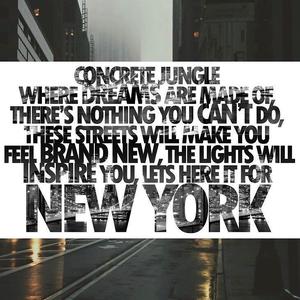 CONCRETE JUNGLE
WHERE DREAMS ARE MADE OF,
THERE'S NOTHING YOU CAN'T DO,
THESE STREETS WILL MAKE YOU
FEEL BRAND NEW, THE LIGHTS WILL
INSPIRE YOU, LETS HERE IT FOR
NEW YORK